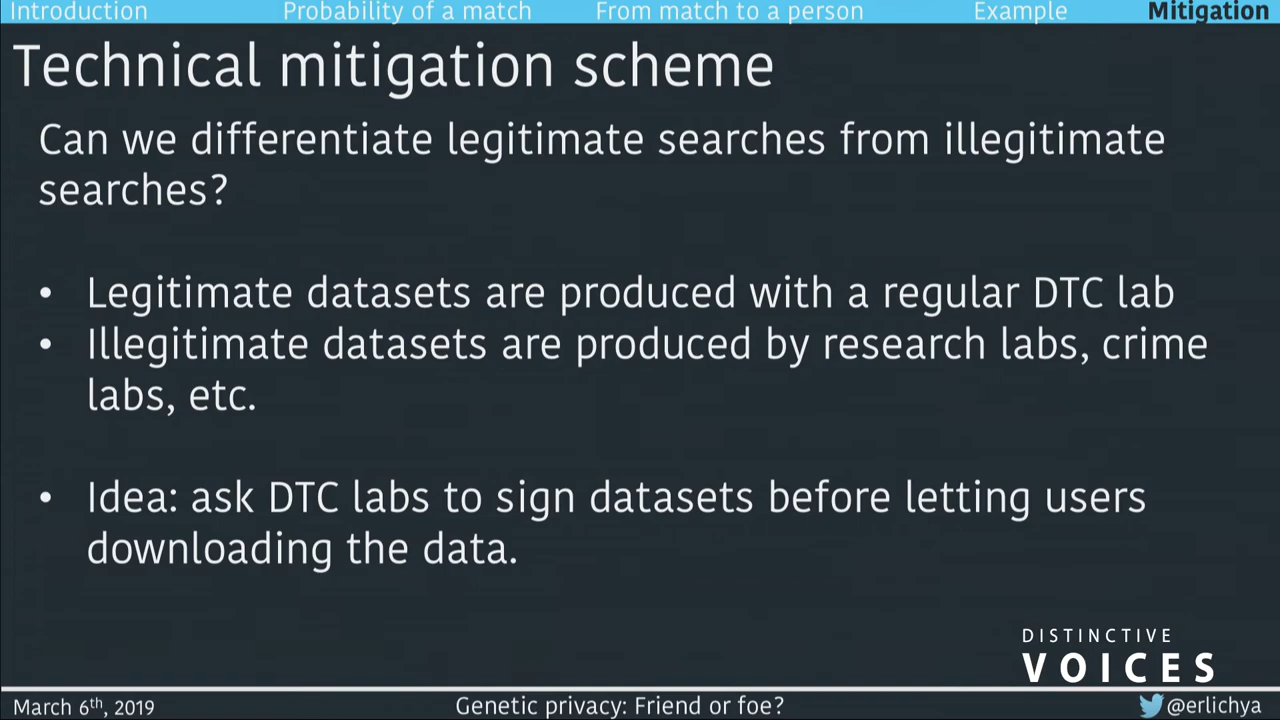 Introduction Probability of a match From match to a person Example Mitigation
Technical mitigation scheme
Can we differentiate legitimate searches from illegitimate
searches?
• Legitimate datasets are produced with a regular DTC lab
• Illegitimate datasets are produced by research labs, crime
labs, etc.
• Idea: ask DTC labs to sign datasets before letting users
downloading the data.
DISTINCTIVE
VOICES
March 6th, 2019 Genetic privacy: Friend or foe? @erlichya